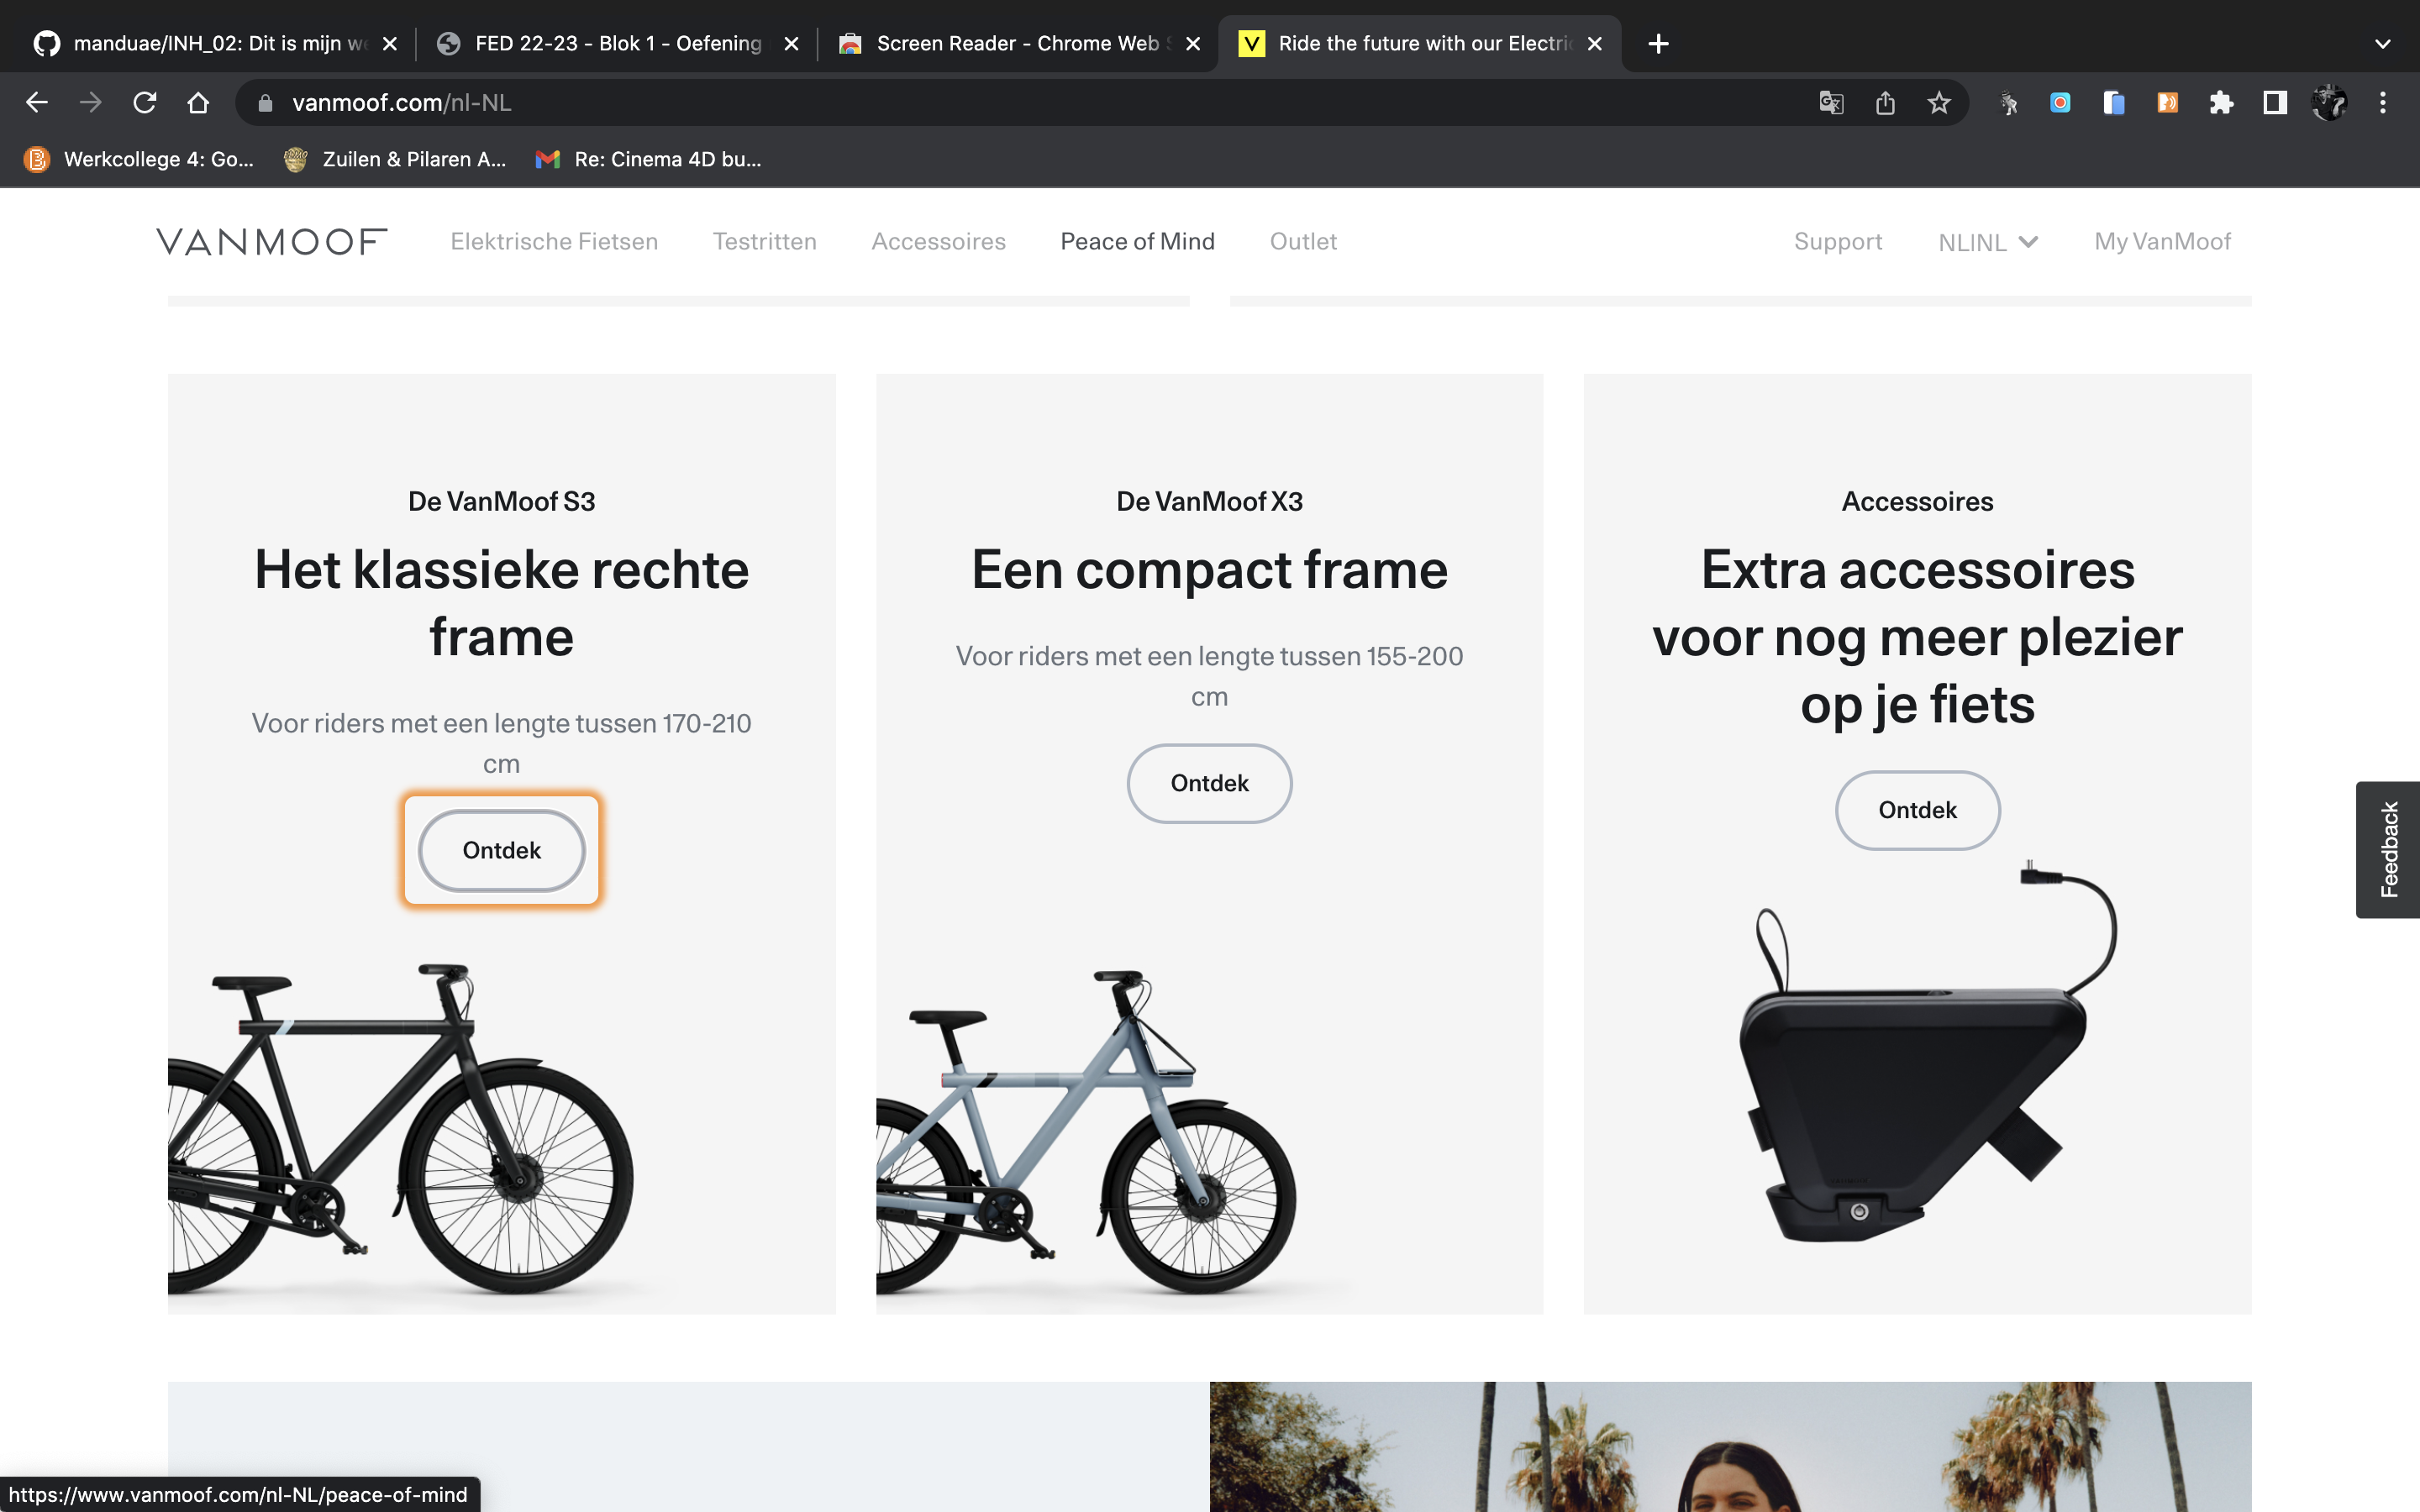 manduae/INH_02: Dit is mijn we
FED 22-23 - Blok 1 - Oefening
Screen Reader - Chrome Web S
V
Ride the future with our Electric
vanmoof.com/nl-NL
Werkcollege 4: Go...
Zuilen & Pilaren A...
Re: Cinema 4D bu...
VANMOOF
Elektrische Fietsen
Testritten
Accessoires
Peace of Mind
Outlet
Support
NL|NL
My VanMoof
De VanMoof S3
Het klassieke rechte
frame
Voor riders met een lengte tussen 170-210
cm
Ontdek
De VanMoof X3
Een compact frame
Voor riders met een lengte tussen 155-200
cm
Ontdek
Accessoires
Extra accessoires
voor nog meer plezier
op je fiets
Ontdek
Feedback
https://www.vanmoof.com/nl-NL/peace-of-mind